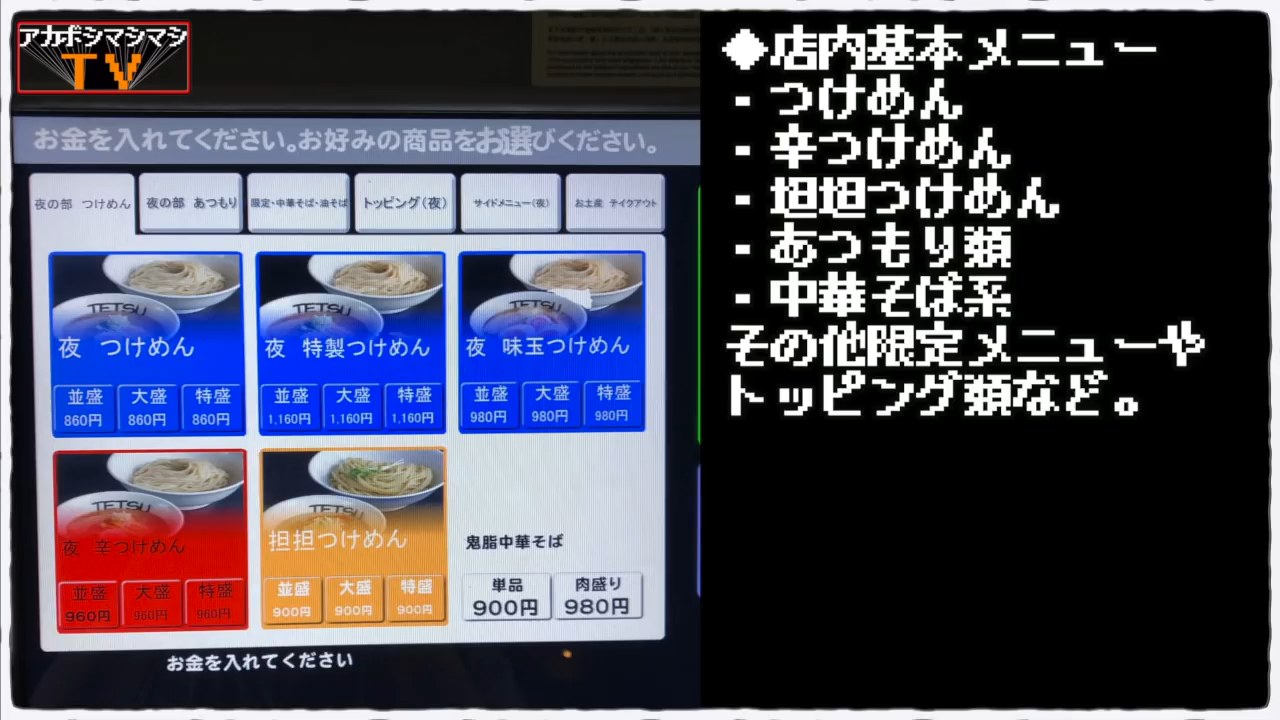 アカボシマシマシ
TV
お金を入れてください。お好みの商品をお選びください。
夜の部 つけめん
夜の部 あつもり
限定・中華そば・油そば
トッピング(夜)
サイドメニュー(夜)
お土産 テイクアウト
TETSU
夜 つけめん
並盛 大盛 特盛
860円 860円 860円
TETSU
夜 特製つけめん
並盛 大盛 特盛
1,160円 1,160円 1,160円
TETSU
夜 味玉つけめん
並盛 大盛 特盛
980円 980円 980円
TETSU
夜 辛つけめん
並盛 大盛 特盛
960円 960円 960円
TETSU
担担つけめん
並盛 大盛 特盛
900円 900円 900円
鬼脂中華そば
単品 肉盛り
900円 980円
お金を入れてください
◆店内基本メニュー
・つけめん
・辛つけめん
・坦坦つけめん
・あつもり類
・中華そば系
その他限定メニューや
トッピング類など。